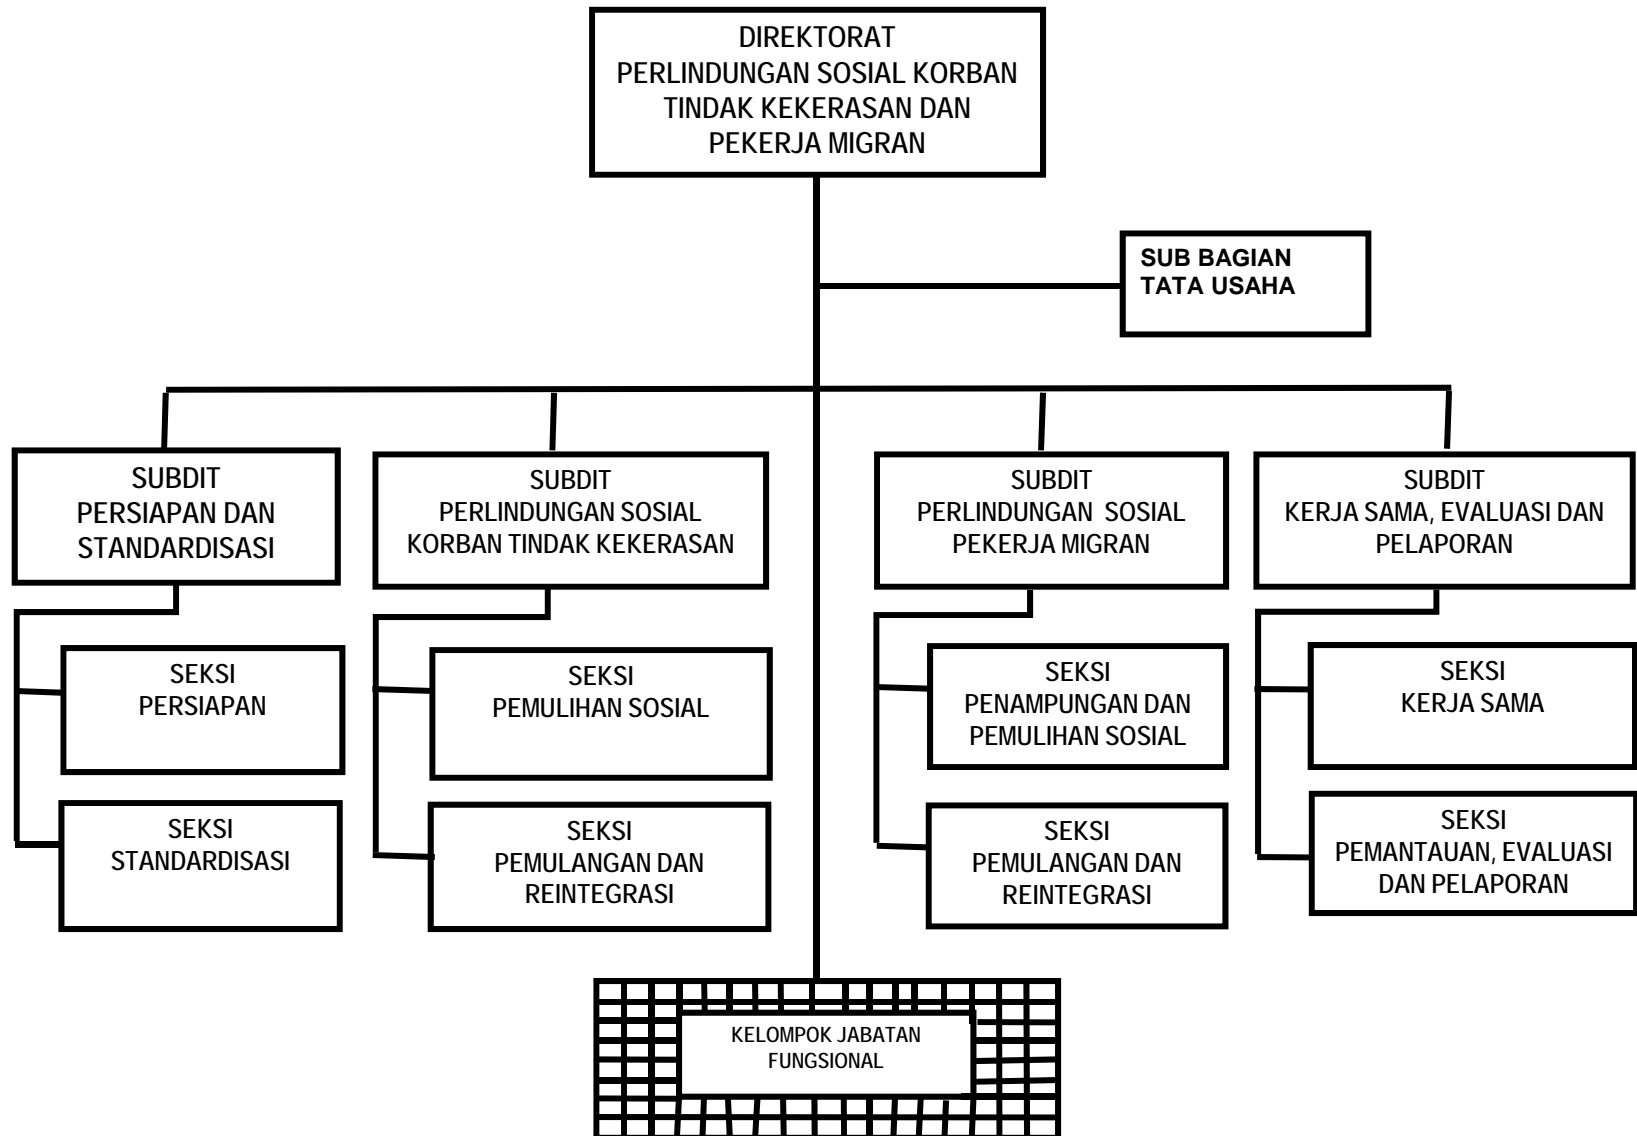 DIREKTORAT
PERLINDUNGAN SOSIAL KORBAN
TINDAK KEKERASAN DAN
PEKERJA MIGRAN
SUB BAGIAN
TATA USAHA
SUBDIT
PERSIAPAN DAN
STANDARDISASI
SUBDIT
PERLINDUNGAN SOSIAL
KORBAN TINDAK KEKERASAN
SUBDIT
PERLINDUNGAN SOSIAL
PEKERJA MIGRAN
SUBDIT
KERJA SAMA, EVALUASI DAN
PELAPORAN
SEKSI
PERSIAPAN
SEKSI
PEMULIHAN SOSIAL
SEKSI
PENAMPUNGAN DAN
PEMULIHAN SOSIAL
SEKSI
KERJA SAMA
SEKSI
STANDARDISASI
SEKSI
PEMULANGAN DAN
REINTEGRASI
SEKSI
PEMULANGAN DAN
REINTEGRASI
SEKSI
PEMANTAUAN, EVALUASI
DAN PELAPORAN
KELOMPOK JABATAN
FUNGSIONAL